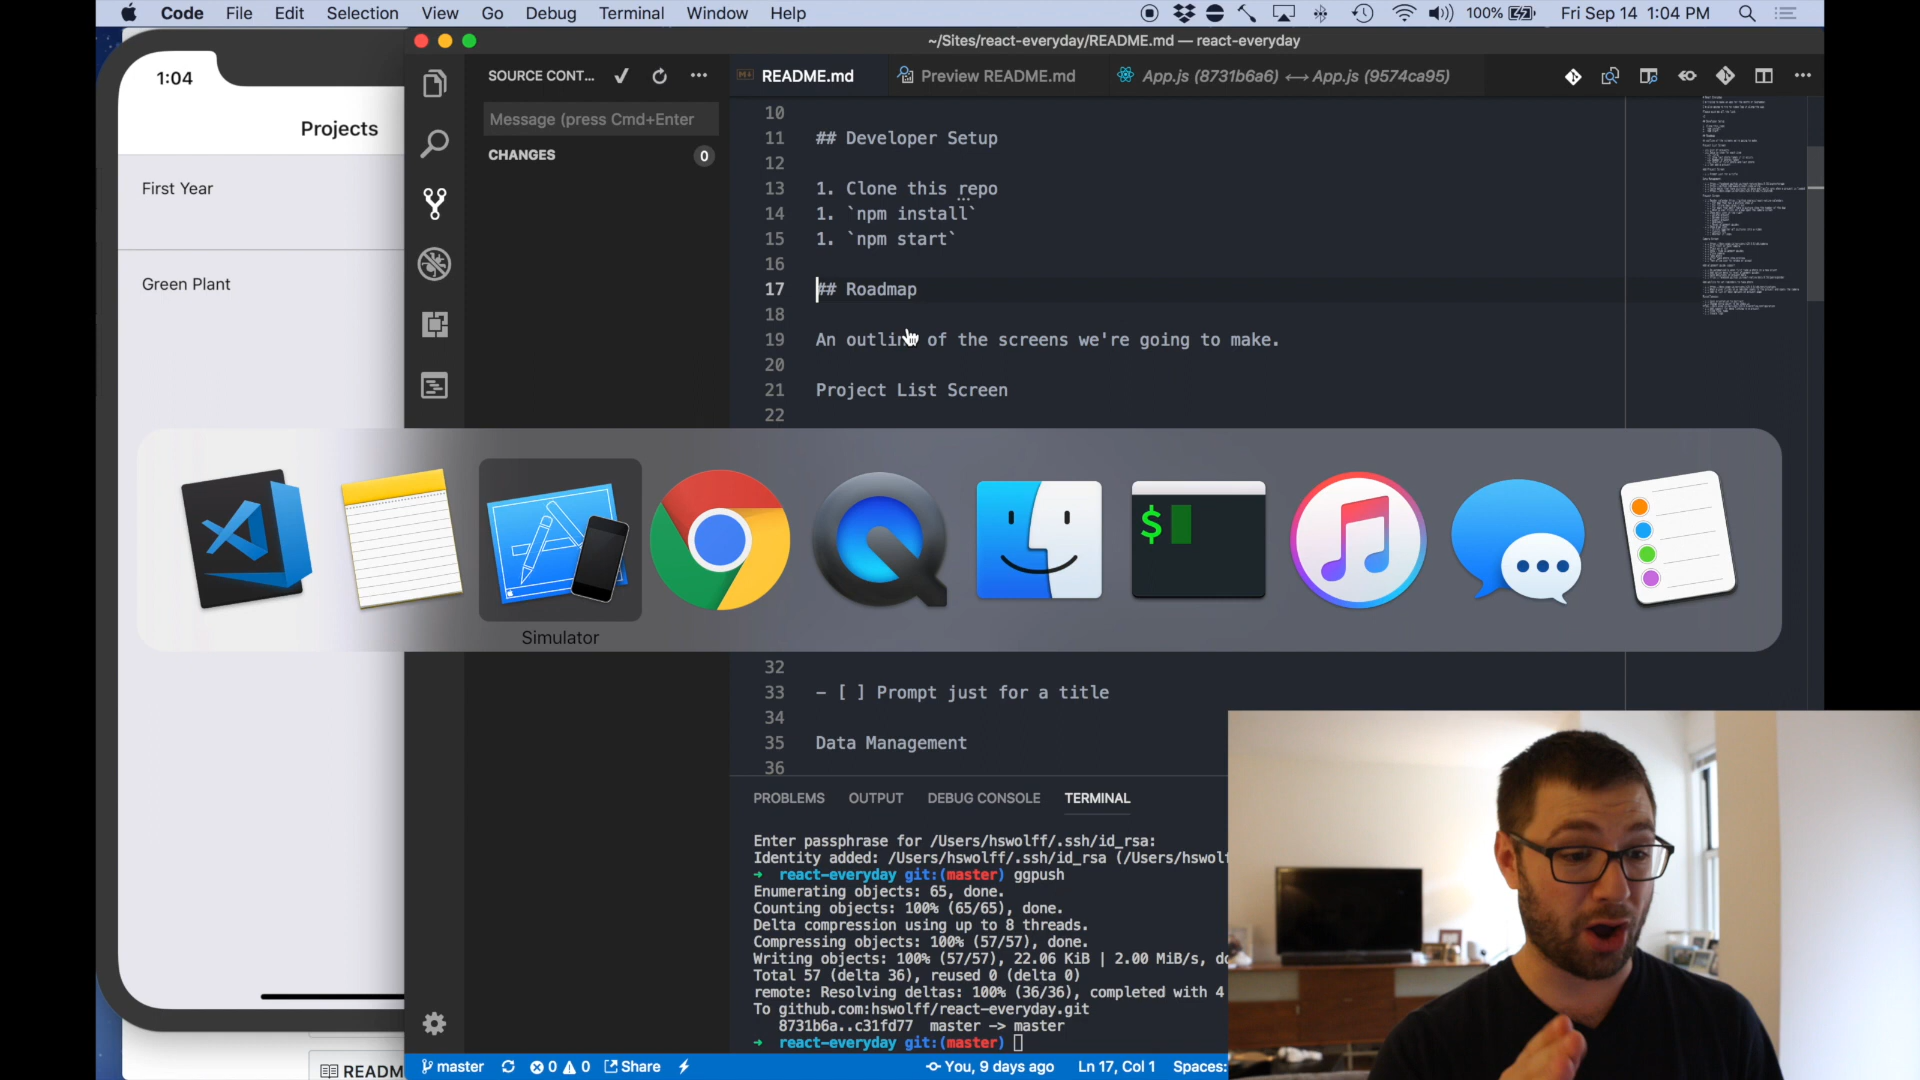 Code File Edit Selection View Go Debug Terminal Window Help 100% Fri Sep 14 1:04 PM
~/Sites/react-everyday/README.md — react-everyday
1:04
Projects
First Year
Green Plant
SOURCE CONT...
Message (press Cmd+Enter
CHANGES 0
README.md Preview README.md App.js (8731b6a6) ⟷ App.js (9574ca95)
10
11 ## Developer Setup
12
13 1. Clone this repo
14 1. `npm install`
15 1. `npm start`
16
17 ## Roadmap
18
19 An outline of the screens we're going to make.
20
21 Project List Screen
22
Simulator
32
33 - [ ] Prompt just for a title
34
35 Data Management
36
PROBLEMS OUTPUT DEBUG CONSOLE TERMINAL
Enter passphrase for /Users/hswolff/.ssh/id_rsa:
Identity added: /Users/hswolff/.ssh/id_rsa (/Users/hswolf
→ react-everyday git:(master) ggpush
Enumerating objects: 65, done.
Counting objects: 100% (65/65), done.
Delta compression using up to 8 threads.
Compressing objects: 100% (57/57), done.
Writing objects: 100% (57/57), 22.06 KiB | 2.00 MiB/s, do
Total 57 (delta 36), reused 0 (delta 0)
remote: Resolving deltas: 100% (36/36), completed with 4
To github.com:hswolff/react-everyday.git
8731b6a..c31fd77 master -> master
→ react-everyday git:(master)
READM
master 0 0 Share You, 9 days ago Ln 17, Col 1 Spaces: